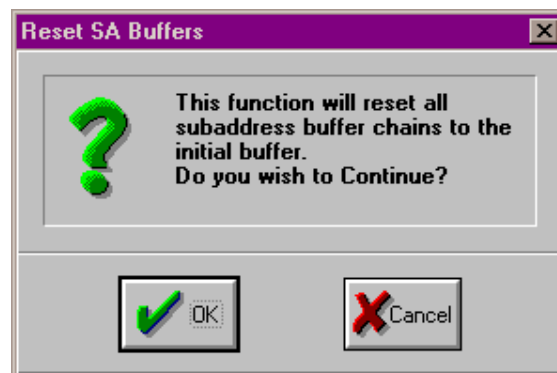 Reset SA Buffers
This function will reset all
subaddress buffer chains to the
initial buffer.
Do you wish to Continue?
OK
Cancel